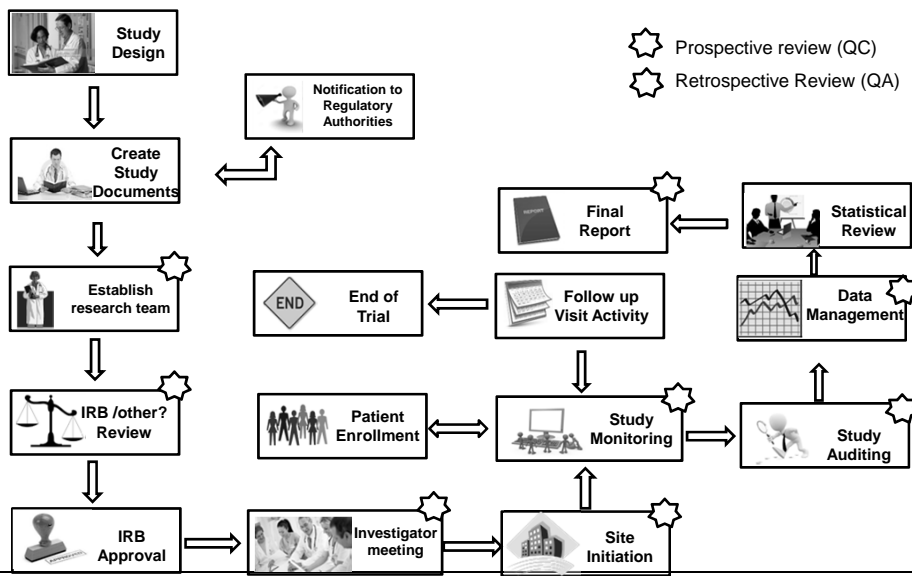 Study
Design
Prospective review (QC)
Retrospective Review (QA)
Notification to
Regulatory
Authorities
Create
Study
Documents
REPORT
Final
Report
Statistical
Review
Establish
research team
END
End of
Trial
Follow up
Visit Activity
Data
Management
IRB /other?
Review
Patient
Enrollment
Study
Monitoring
Study
Auditing
IRB
Approval
Investigator
meeting
Site
Initiation